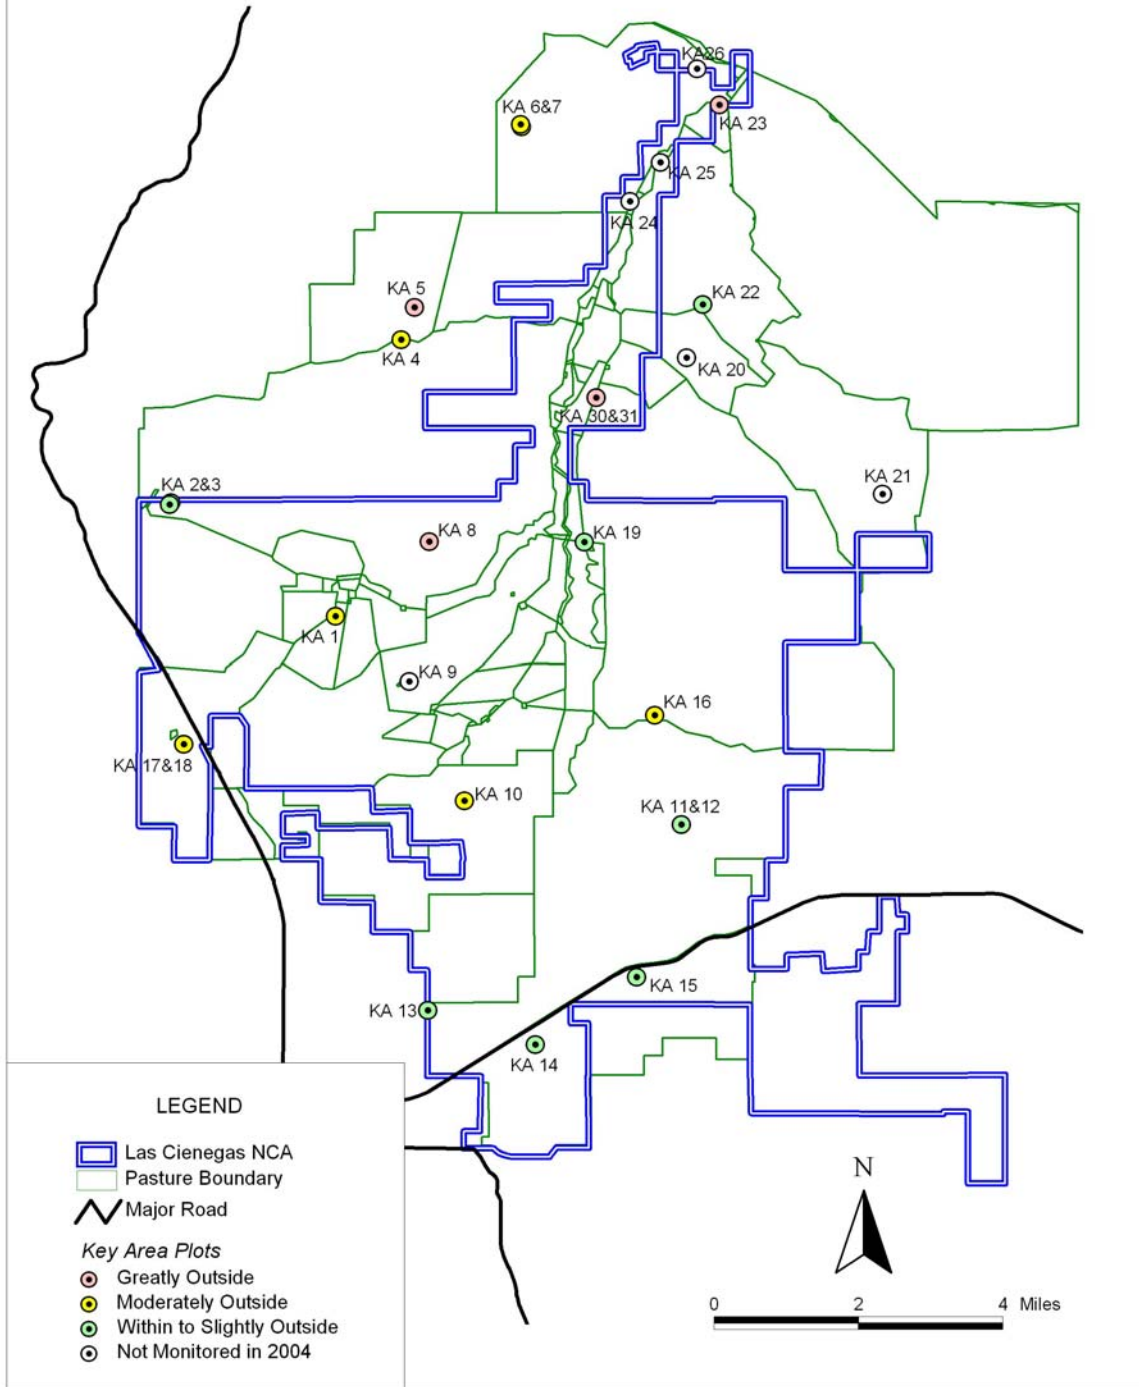 KA26
KA 6&7
KA 23
KA 25
KA 24
KA 5
KA 22
KA 4
KA 20
KA 30&31
KA 2&3
KA 21
KA 8
KA 19
KA 1
KA 9
KA 16
KA 17&18
KA 10
KA 11&12
KA 15
KA 13
KA 14
LEGEND
Las Cienegas NCA
Pasture Boundary
Major Road
Key Area Plots
Greatly Outside
Moderately Outside
Within to Slightly Outside
Not Monitored in 2004
N
0 2 4 Miles